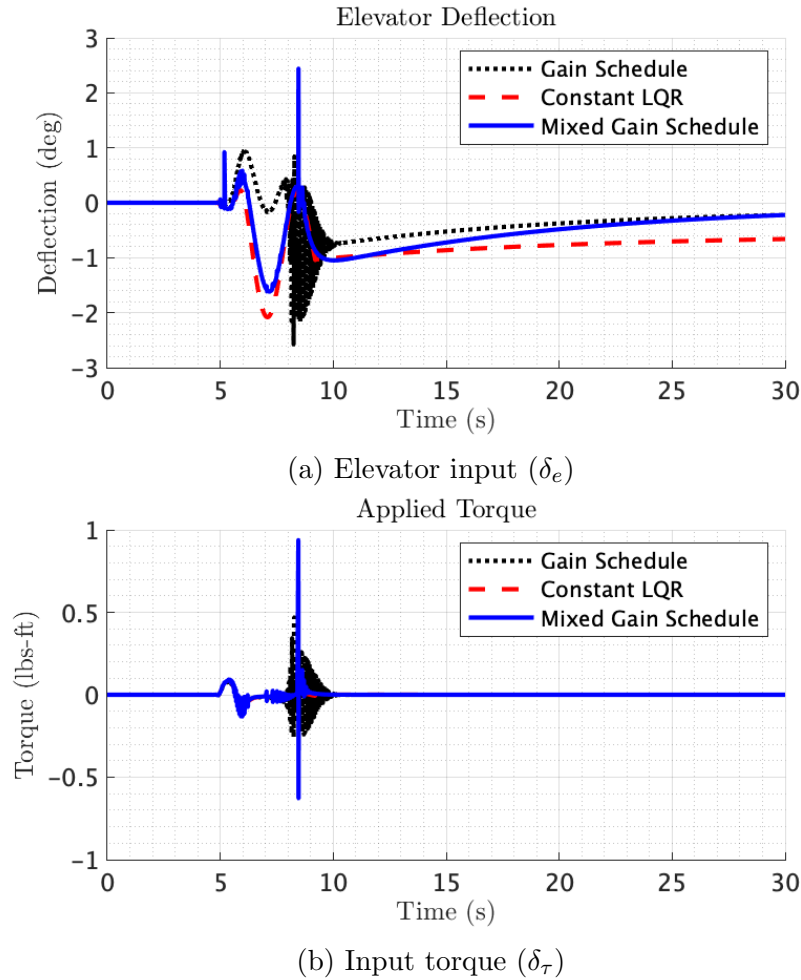 Elevator Deflection
3
2
1
0
-1
-2
-3
Deflection (deg)
Gain Schedule
Constant LQR
Mixed Gain Schedule
0 5 10 15 20 25 30
Time (s)
(a) Elevator input (δₑ)
Applied Torque
1
0.5
0
-0.5
-1
Torque (lbs-ft)
Gain Schedule
Constant LQR
Mixed Gain Schedule
0 5 10 15 20 25 30
Time (s)
(b) Input torque (δ_τ)